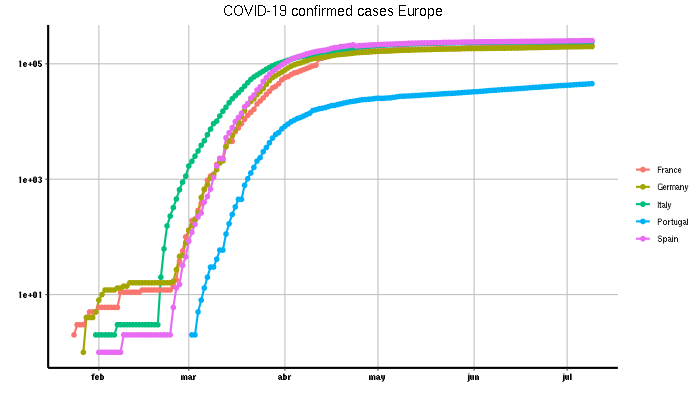 COVID-19 confirmed cases Europe
1e+05
1e+03
1e+01
feb mar abr may jun jul
France
Germany
Italy
Portugal
Spain